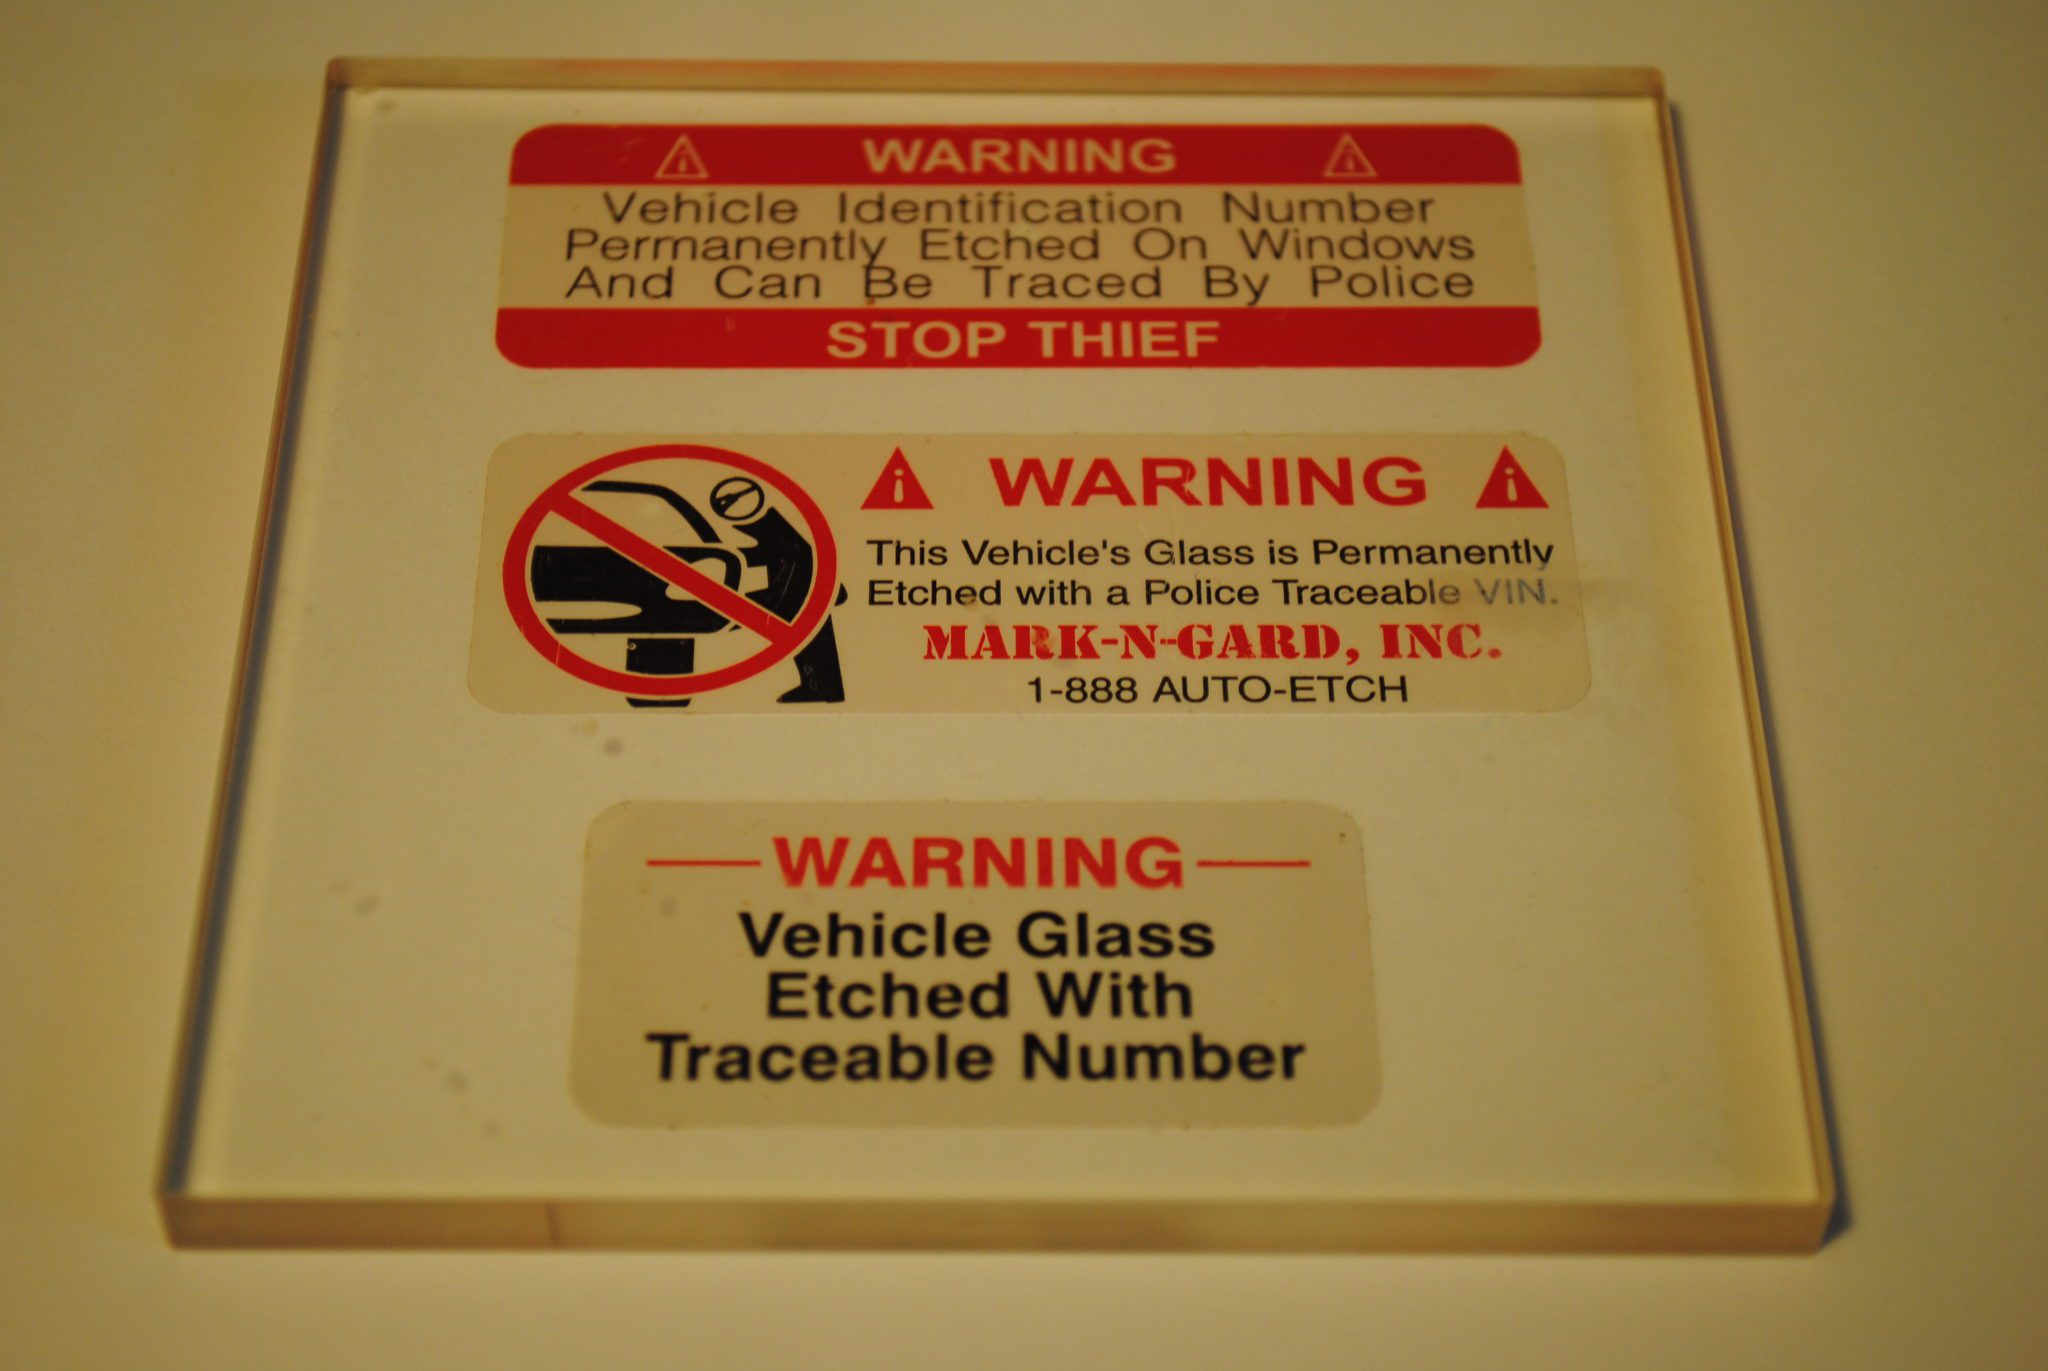 WARNING
Vehicle Identification Number
Permanently Etched On Windows
And Can Be Traced By Police
STOP THIEF
WARNING
This Vehicle's Glass is Permanently
Etched with a Police Traceable VIN.
MARK-N-GARD, INC.
1-888 AUTO-ETCH
WARNING
Vehicle Glass
Etched With
Traceable Number